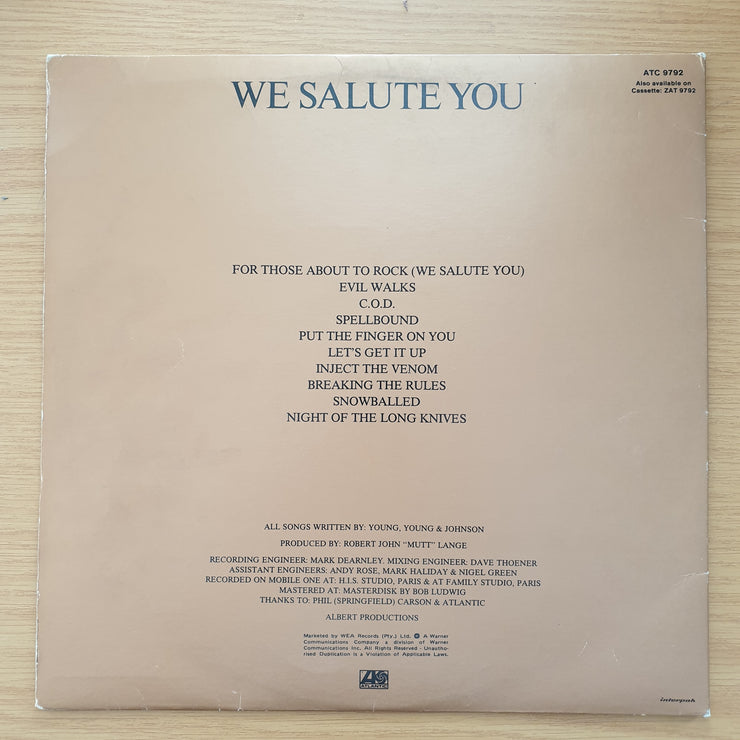 ATC 9792
Also available on
Cassette: ZAT 9792
WE SALUTE YOU
FOR THOSE ABOUT TO ROCK (WE SALUTE YOU)
EVIL WALKS
C.O.D.
SPELLBOUND
PUT THE FINGER ON YOU
LET'S GET IT UP
INJECT THE VENOM
BREAKING THE RULES
SNOWBALLED
NIGHT OF THE LONG KNIVES
ALL SONGS WRITTEN BY: YOUNG, YOUNG & JOHNSON
PRODUCED BY: ROBERT JOHN "MUTT" LANGE
RECORDING ENGINEER: MARK DEARNLEY. MIXING ENGINEER: DAVE THOENER
ASSISTANT ENGINEERS: ANDY ROSE, MARK HALIDAY & NIGEL GREEN
RECORDED ON MOBILE ONE AT: H.I.S. STUDIO, PARIS & AT FAMILY STUDIO, PARIS
MASTERED AT: MASTERDISK BY BOB LUDWIG
THANKS TO: PHIL (SPRINGFIELD) CARSON & ATLANTIC
ALBERT PRODUCTIONS
Marketed by WEA Records (Pty.) Ltd. A Warner
Communications Company a division of Warner
Communications Inc. All Rights Reserved - Unautho-
rised Duplication is a Violation of Applicable Laws.
ATLANTIC
interpak